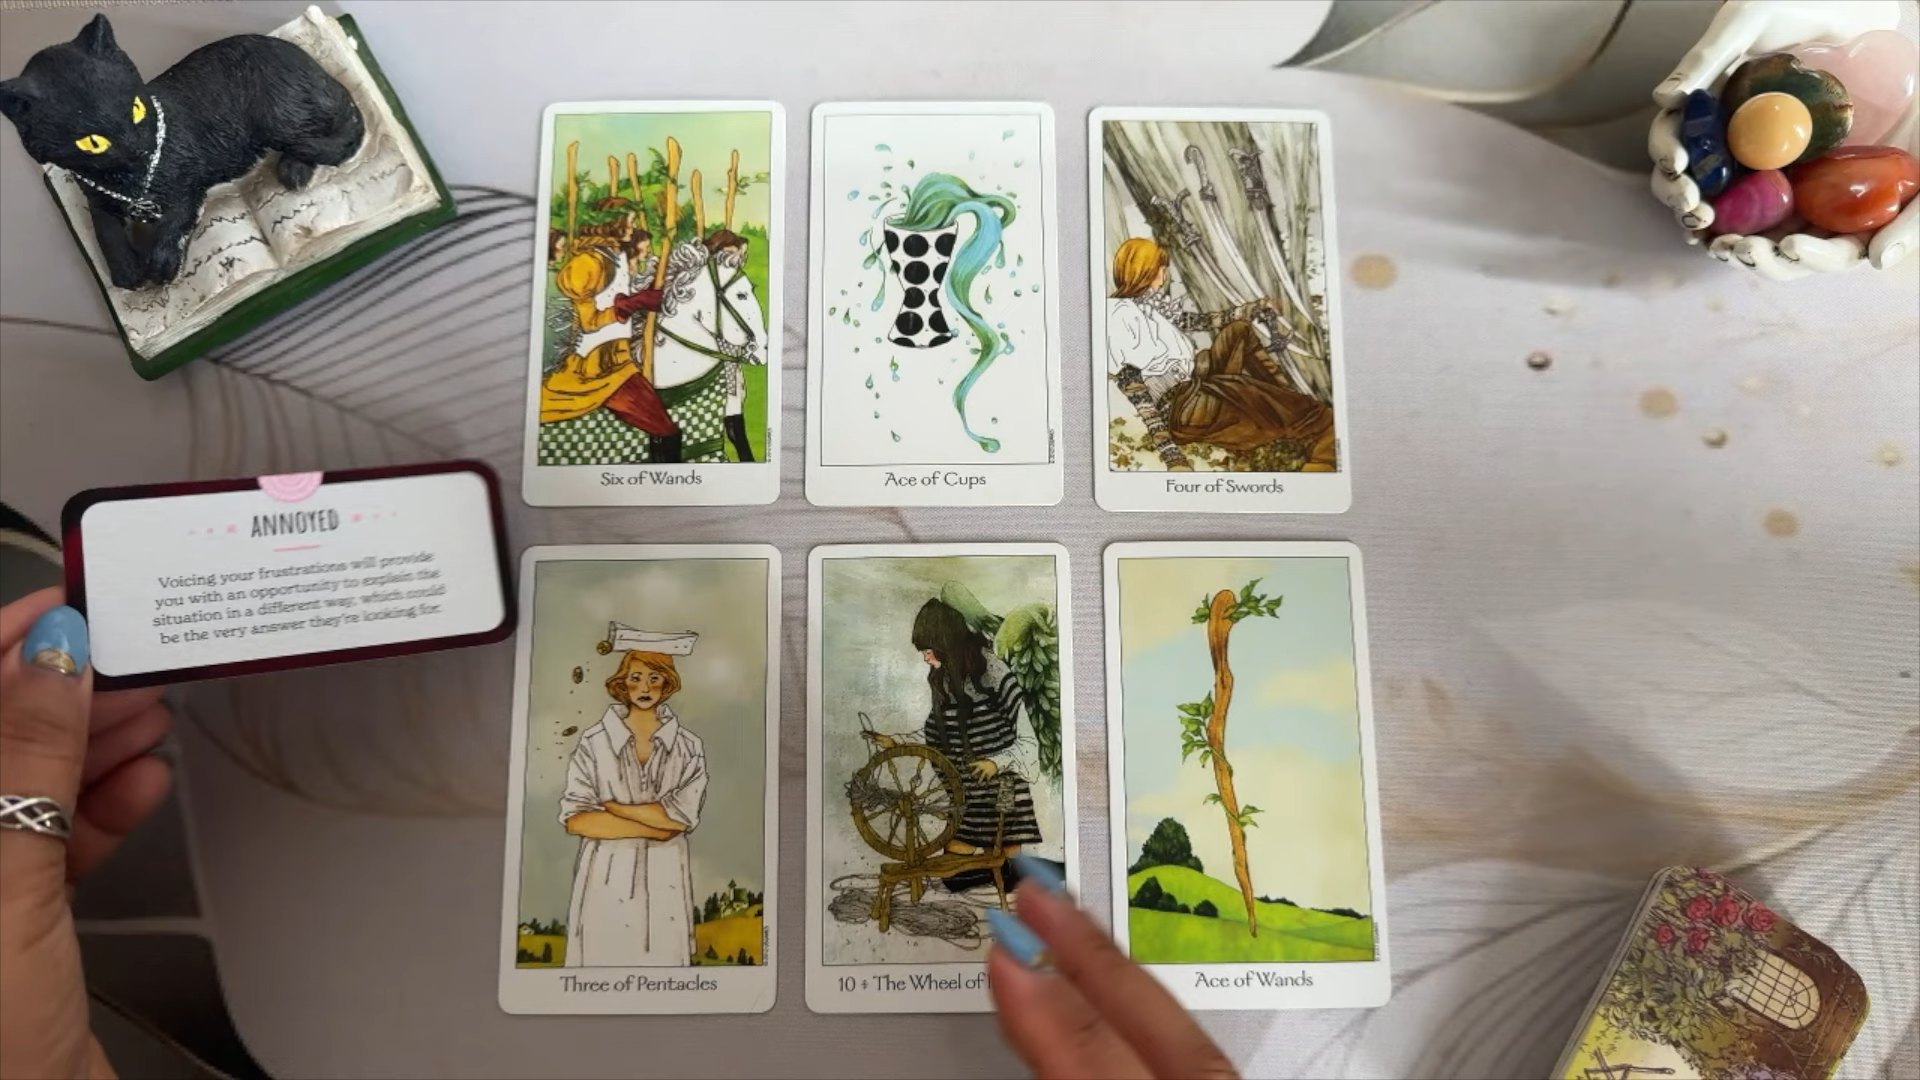 Six of Wands
Ace of Cups
Four of Swords
ANNOYED
Voicing your frustrations will provide
you with an opportunity to explain the
situation in a different way, which could
be the very answer they're looking for.
Three of Pentacles
10 + The Wheel of
Ace of Wands